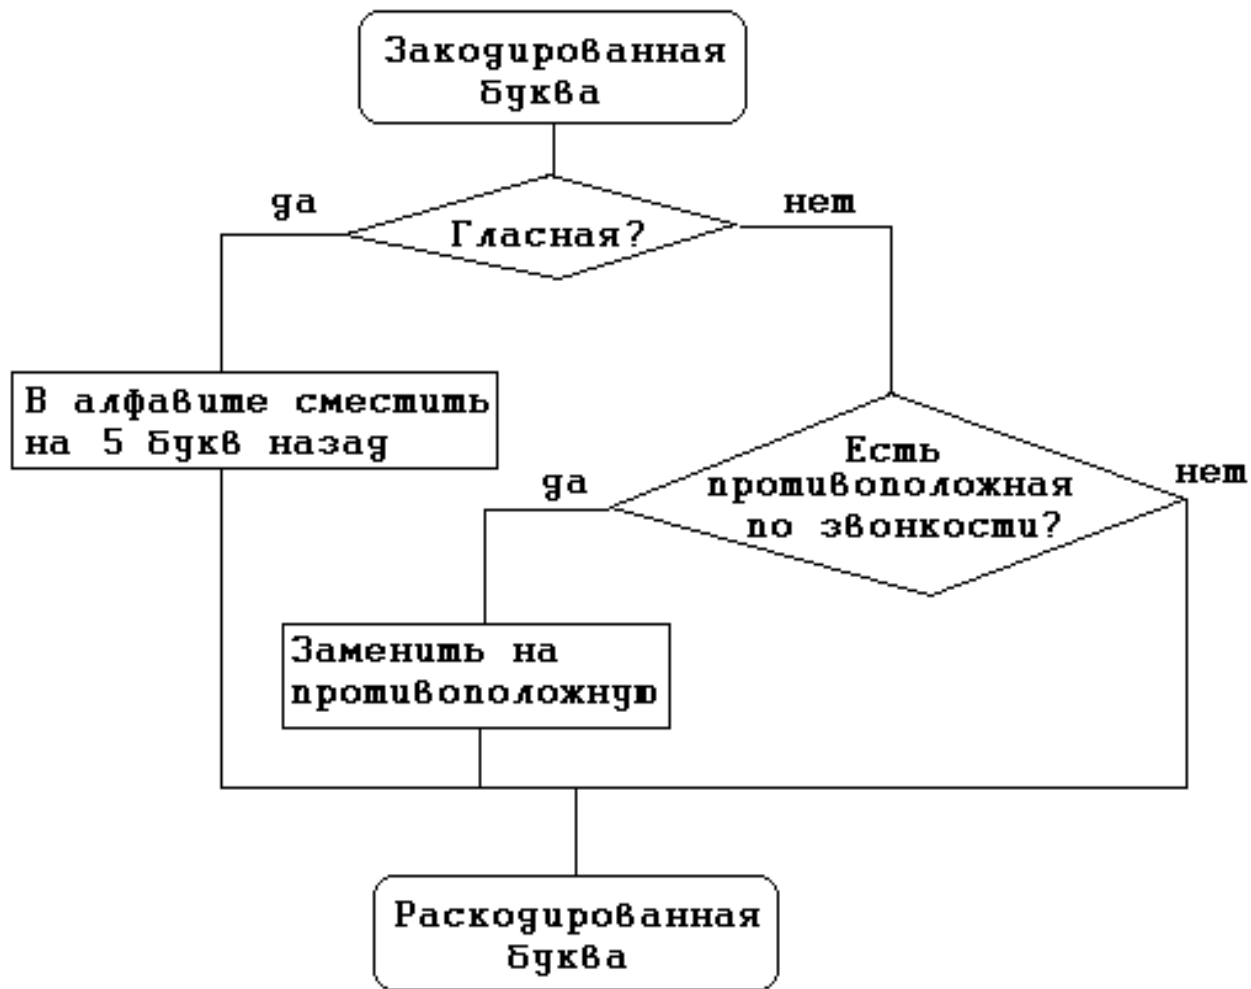 Закодированная
буква
да
нет
Гласная?
В алфавите сместить
на 5 букв назад
Есть
противоположная
по звонкости?
да
нет
Заменить на
противоположную
Раскодированная
буква